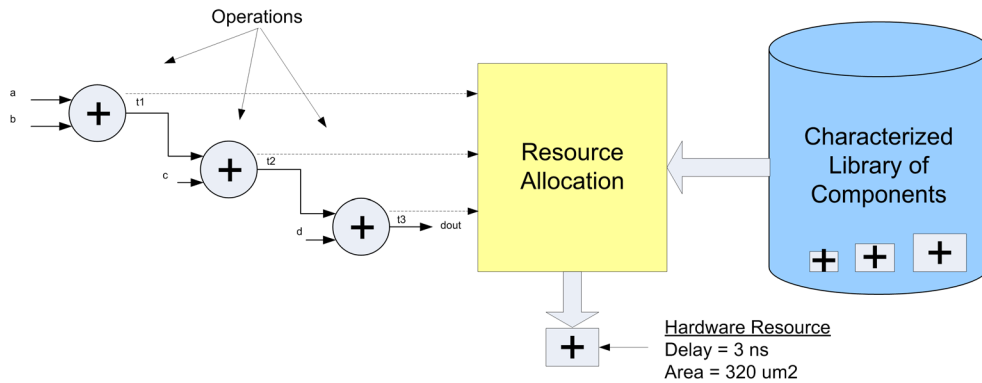 Operations
a
b
+
t1
c
+
t2
d
+
t3
dout
Resource
Allocation
Characterized
Library of
Components
+ + +
+
Hardware Resource
Delay = 3 ns
Area = 320 um2